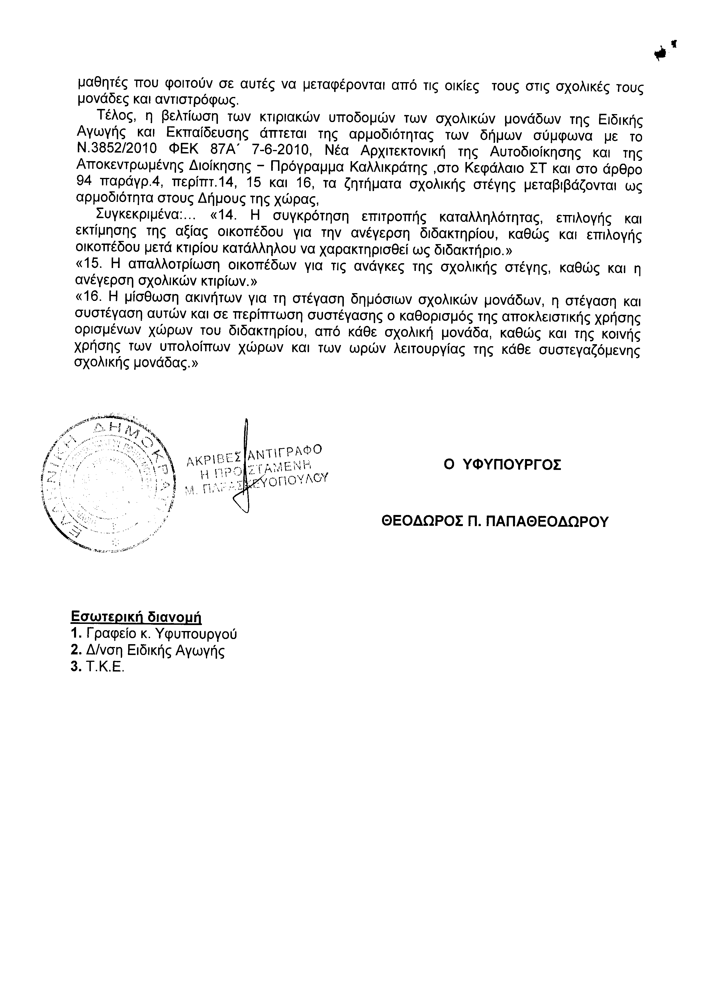 μαθητές που φοιτούν σε αυτές να μεταφέρονται από τις οικίες τους στις σχολικές τους
μονάδες και αντιστρόφως.
Τέλος, η βελτίωση των κτιριακών υποδομών των σχολικών μονάδων της Ειδικής
Αγωγής και Εκπαίδευσης άπτεται της αρμοδιότητας των δήμων σύμφωνα με το
Ν.3852/2010 ΦΕΚ 87Α΄ 7-6-2010, Νέα Αρχιτεκτονική της Αυτοδιοίκησης και της
Αποκεντρωμένης Διοίκησης – Πρόγραμμα Καλλικράτης ,στο Κεφάλαιο ΣΤ και στο άρθρο
94 παράγρ.4, περίπτ.14, 15 και 16, τα ζητήματα σχολικής στέγης μεταβιβάζονται ως
αρμοδιότητα στους Δήμους της χώρας,
Συγκεκριμένα:... «14. Η συγκρότηση επιτροπής καταλληλότητας, επιλογής και
εκτίμησης της αξίας οικοπέδου για την ανέγερση διδακτηρίου, καθώς και επιλογής
οικοπέδου μετά κτιρίου κατάλληλου να χαρακτηρισθεί ως διδακτήριο.»
«15. Η απαλλοτρίωση οικοπέδων για τις ανάγκες της σχολικής στέγης, καθώς και η
ανέγερση σχολικών κτιρίων.»
«16. Η μίσθωση ακινήτων για τη στέγαση δημόσιων σχολικών μονάδων, η στέγαση και
συστέγαση αυτών και σε περίπτωση συστέγασης ο καθορισμός της αποκλειστικής χρήσης
ορισμένων χώρων του διδακτηρίου, από κάθε σχολική μονάδα, καθώς και της κοινής
χρήσης των υπολοίπων χώρων και των ωρών λειτουργίας της κάθε συστεγαζόμενης
σχολικής μονάδας.»
ΕΛΛΗΝΙΚΗ ΔΗΜΟΚΡΑΤΙΑ
ΑΚΡΙΒΕΣ ΑΝΤΙΓΡΑΦΟ
Η ΠΡΟΪΣΤΑΜΕΝΗ
Μ. ΠΑΡΑΣΚΕΥΟΠΟΥΛΟΥ
Ο ΥΦΥΠΟΥΡΓΟΣ
ΘΕΟΔΩΡΟΣ Π. ΠΑΠΑΘΕΟΔΩΡΟΥ
Εσωτερική διανομή
1. Γραφείο κ. Υφυπουργού
2. Δ/νση Ειδικής Αγωγής
3. Τ.Κ.Ε.